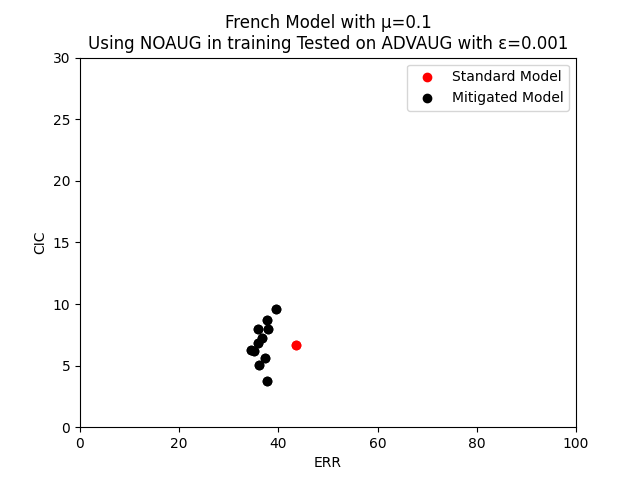 French Model with μ=0.1
Using NOAUG in training Tested on ADVAUG with ε=0.001
30
25
20
15
10
5
0
CIC
Standard Model
Mitigated Model
0 20 40 60 80 100
ERR